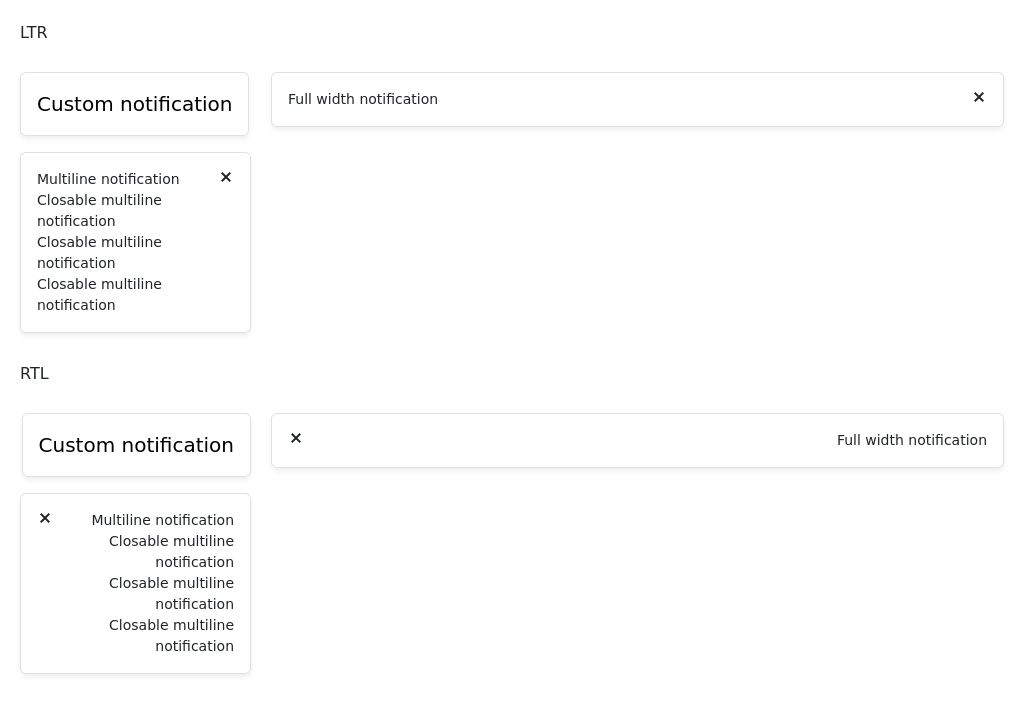 LTR
Custom notification
Full width notification
Multiline notification
Closable multiline
notification
Closable multiline
notification
Closable multiline
notification
RTL
Custom notification
Full width notification
Multiline notification
Closable multiline
notification
Closable multiline
notification
Closable multiline
notification